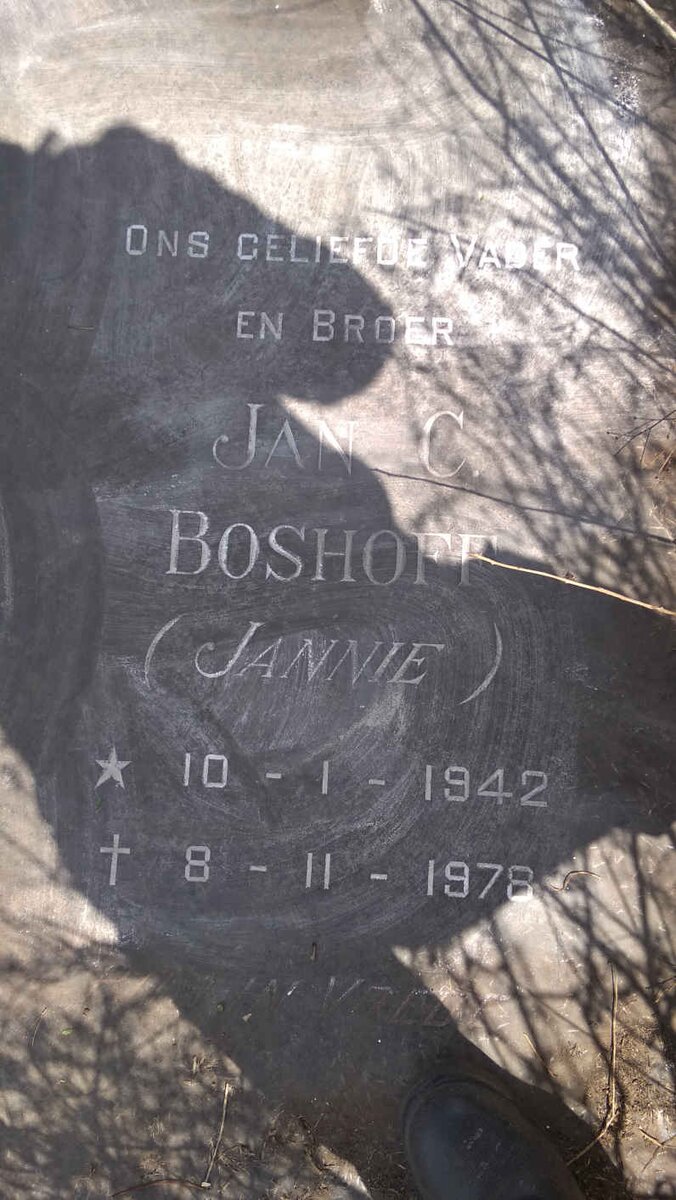 ONS GELIEFDE VADER
EN BROER
JAN C.
BOSHOFF
(JANNIE)
★ 10 - 1 - 1942
† 8 - 11 - 1978